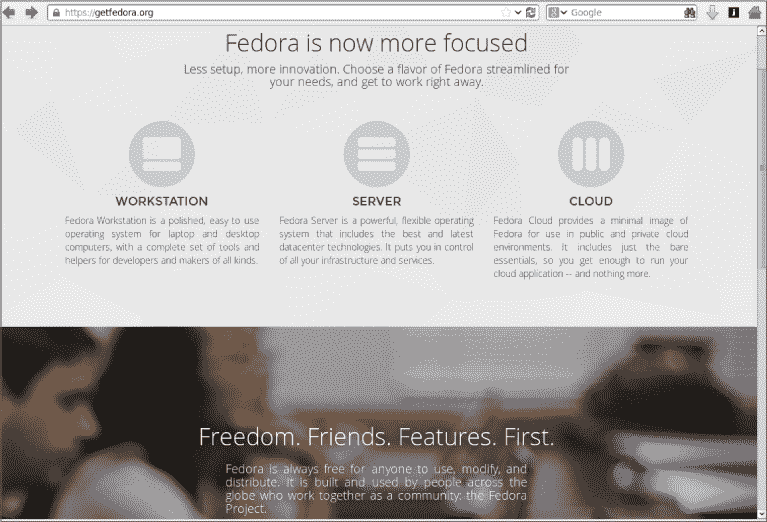 https://getfedora.org
Google
Fedora is now more focused
Less setup, more innovation. Choose a flavor of Fedora streamlined for
your needs, and get to work right away.
WORKSTATION
Fedora Workstation is a polished, easy to use
operating system for laptop and desktop
computers, with a complete set of tools and
helpers for developers and makers of all kinds.
SERVER
Fedora Server is a powerful, flexible operating
system that includes the best and latest
datacenter technologies. It puts you in control
of all your infrastructure and services.
CLOUD
Fedora Cloud provides a minimal image of
Fedora for use in public and private cloud
environments. It includes just the bare
essentials, so you get enough to run your
cloud application -- and nothing more.
Freedom. Friends. Features. First.
Fedora is always free for anyone to use, modify, and
distribute. It is built and used by people across the
globe who work together as a community: the Fedora
Project.